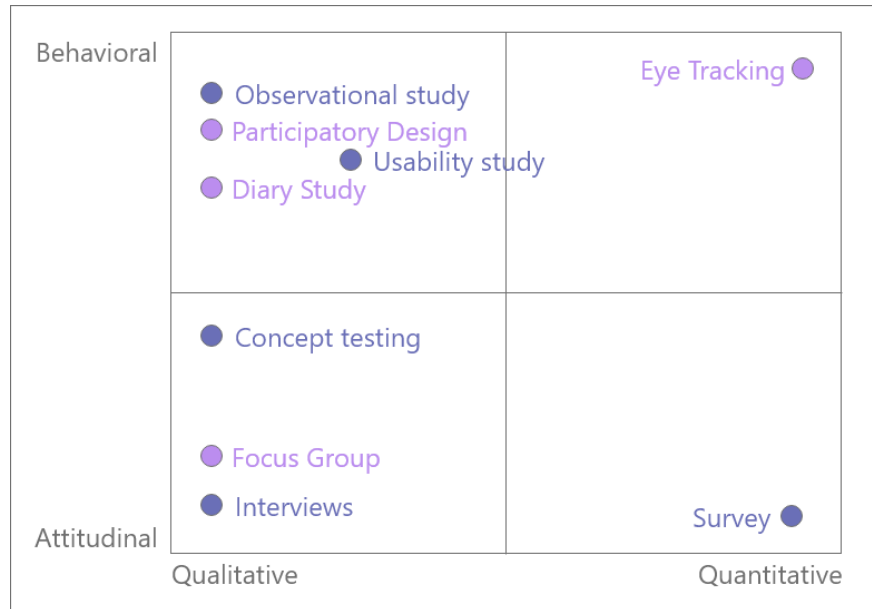 Behavioral
Eye Tracking
Observational study
Participatory Design
Usability study
Diary Study
Concept testing
Focus Group
Interviews
Survey
Attitudinal
Qualitative
Quantitative